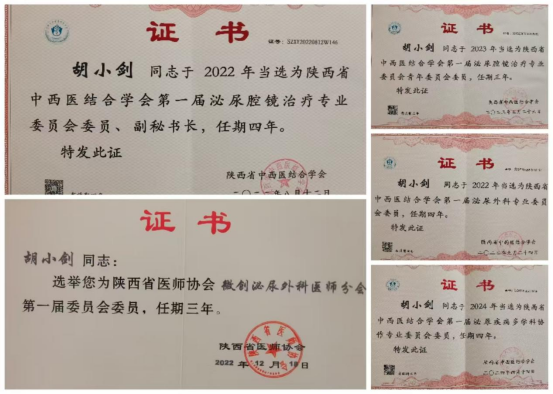 证书
胡小剑 同志于 2022 年当选为陕西省
中西医结合学会第一届泌尿腔镜治疗专业
委员会委员、副秘书长，任期四年。
特发此证
陕西省中西医结合学会
证书
胡小剑 同志：
选举您为陕西省医师协会 微创泌尿外科医师分会
第一届委员会委员，任期三年。
陕西省医师协会
2022 年 12 月 18日
证书
胡小剑 同志于 2023 年当选为陕西省
中西医结合学会第一届泌尿腔镜治疗专业
委员会青年委员会委员，任期三年。
特发此证
证书
胡小剑 同志于 2022 年当选为陕西省
中西医结合学会第一届泌尿外科专业委
员会委员，任期四年。
特发此证
证书
胡小剑 同志于 2024 年当选为陕西省
中西医结合学会第一届泌尿疾病多学科协
作专业委员会委员，任期四年。
特发此证